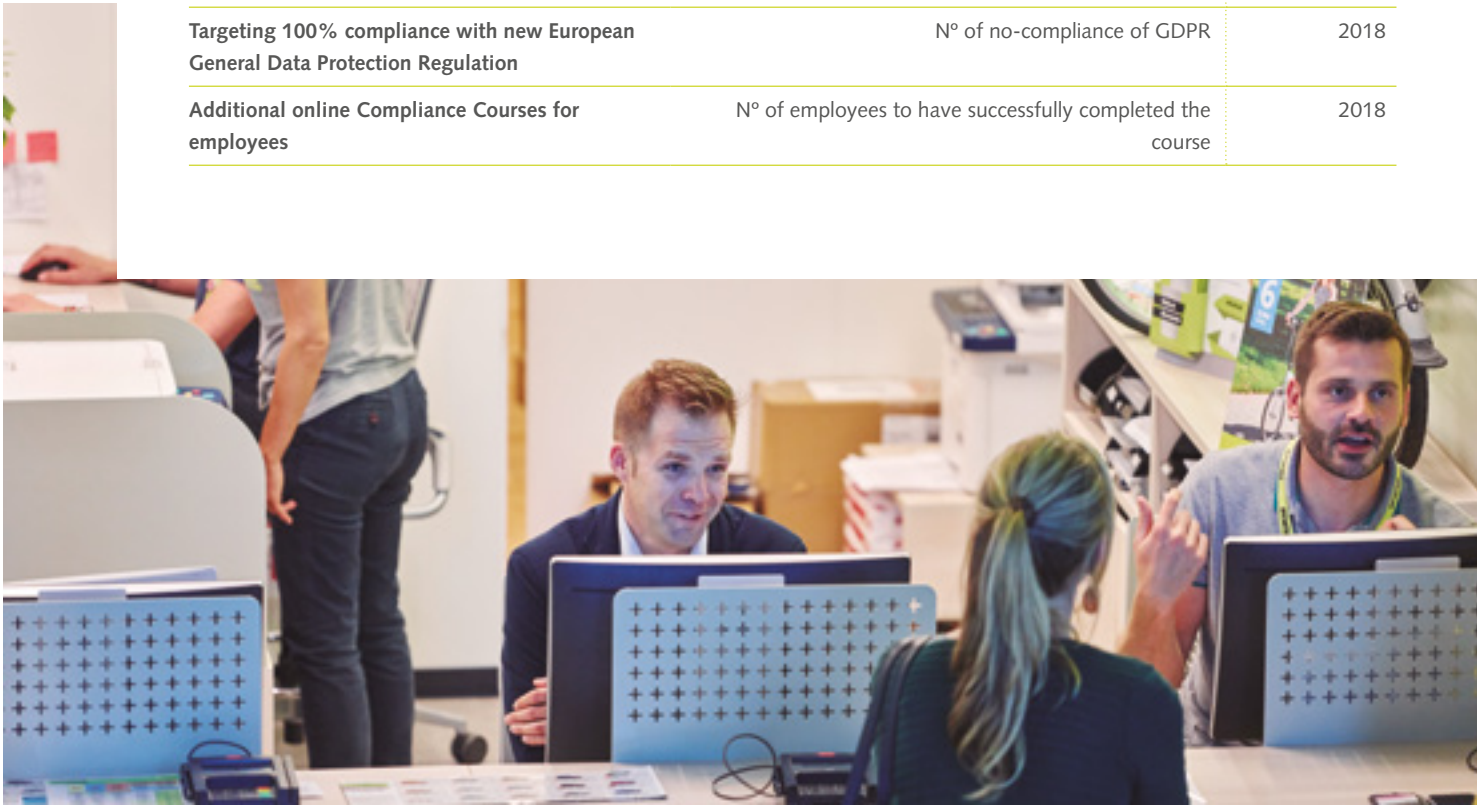 Targeting 100% compliance with new European
General Data Protection Regulation
Nº of no-compliance of GDPR
2018
Additional online Compliance Courses for
employees
Nº of employees to have successfully completed the
course
2018
6